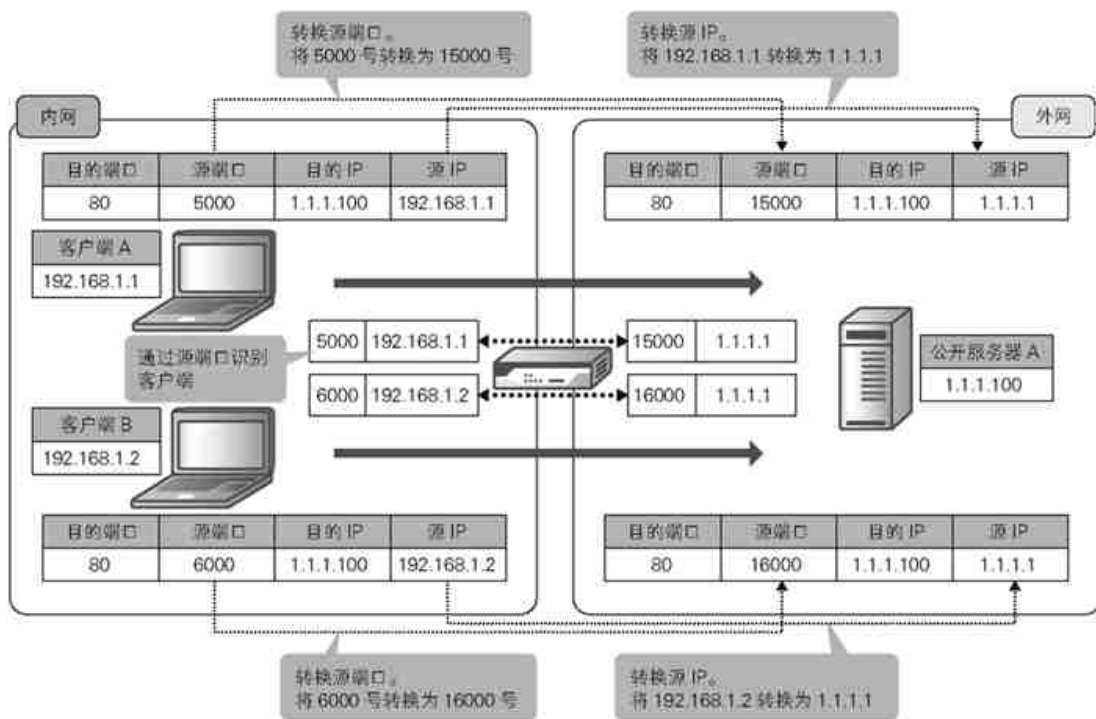 转换源端口。
将 5000 号转换为 15000 号
转换源 IP。
将 192.168.1.1 转换为 1.1.1.1
内网
外网
目的端口 源端口 目的 IP 源 IP
80 5000 1.1.1.100 192.168.1.1
目的端口 源端口 目的 IP 源 IP
80 15000 1.1.1.100 1.1.1.1
客户端 A
192.168.1.1
通过源端口识别
客户端
5000 192.168.1.1
15000 1.1.1.1
6000 192.168.1.2
16000 1.1.1.1
公开服务器 A
1.1.1.100
客户端 B
192.168.1.2
目的端口 源端口 目的 IP 源 IP
80 6000 1.1.1.100 192.168.1.2
目的端口 源端口 目的 IP 源 IP
80 16000 1.1.1.100 1.1.1.1
转换源端口。
将 6000 号转换为 16000 号
转换源 IP。
将 192.168.1.2 转换为 1.1.1.1